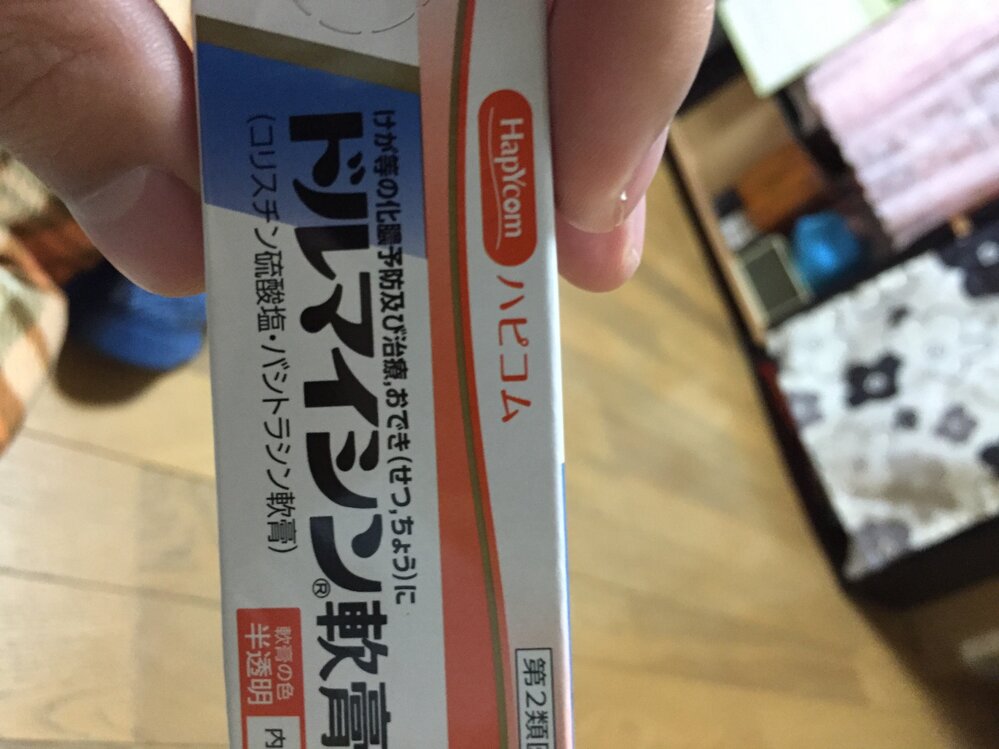 HapYcom ハピコム
第2類
けが等の化膿予防及び治療,おでき(せつ,ちょう)に
ドルマイシン®軟膏
(コリスチン硫酸塩・バシトラシン軟膏)
軟膏の色
半透明
内